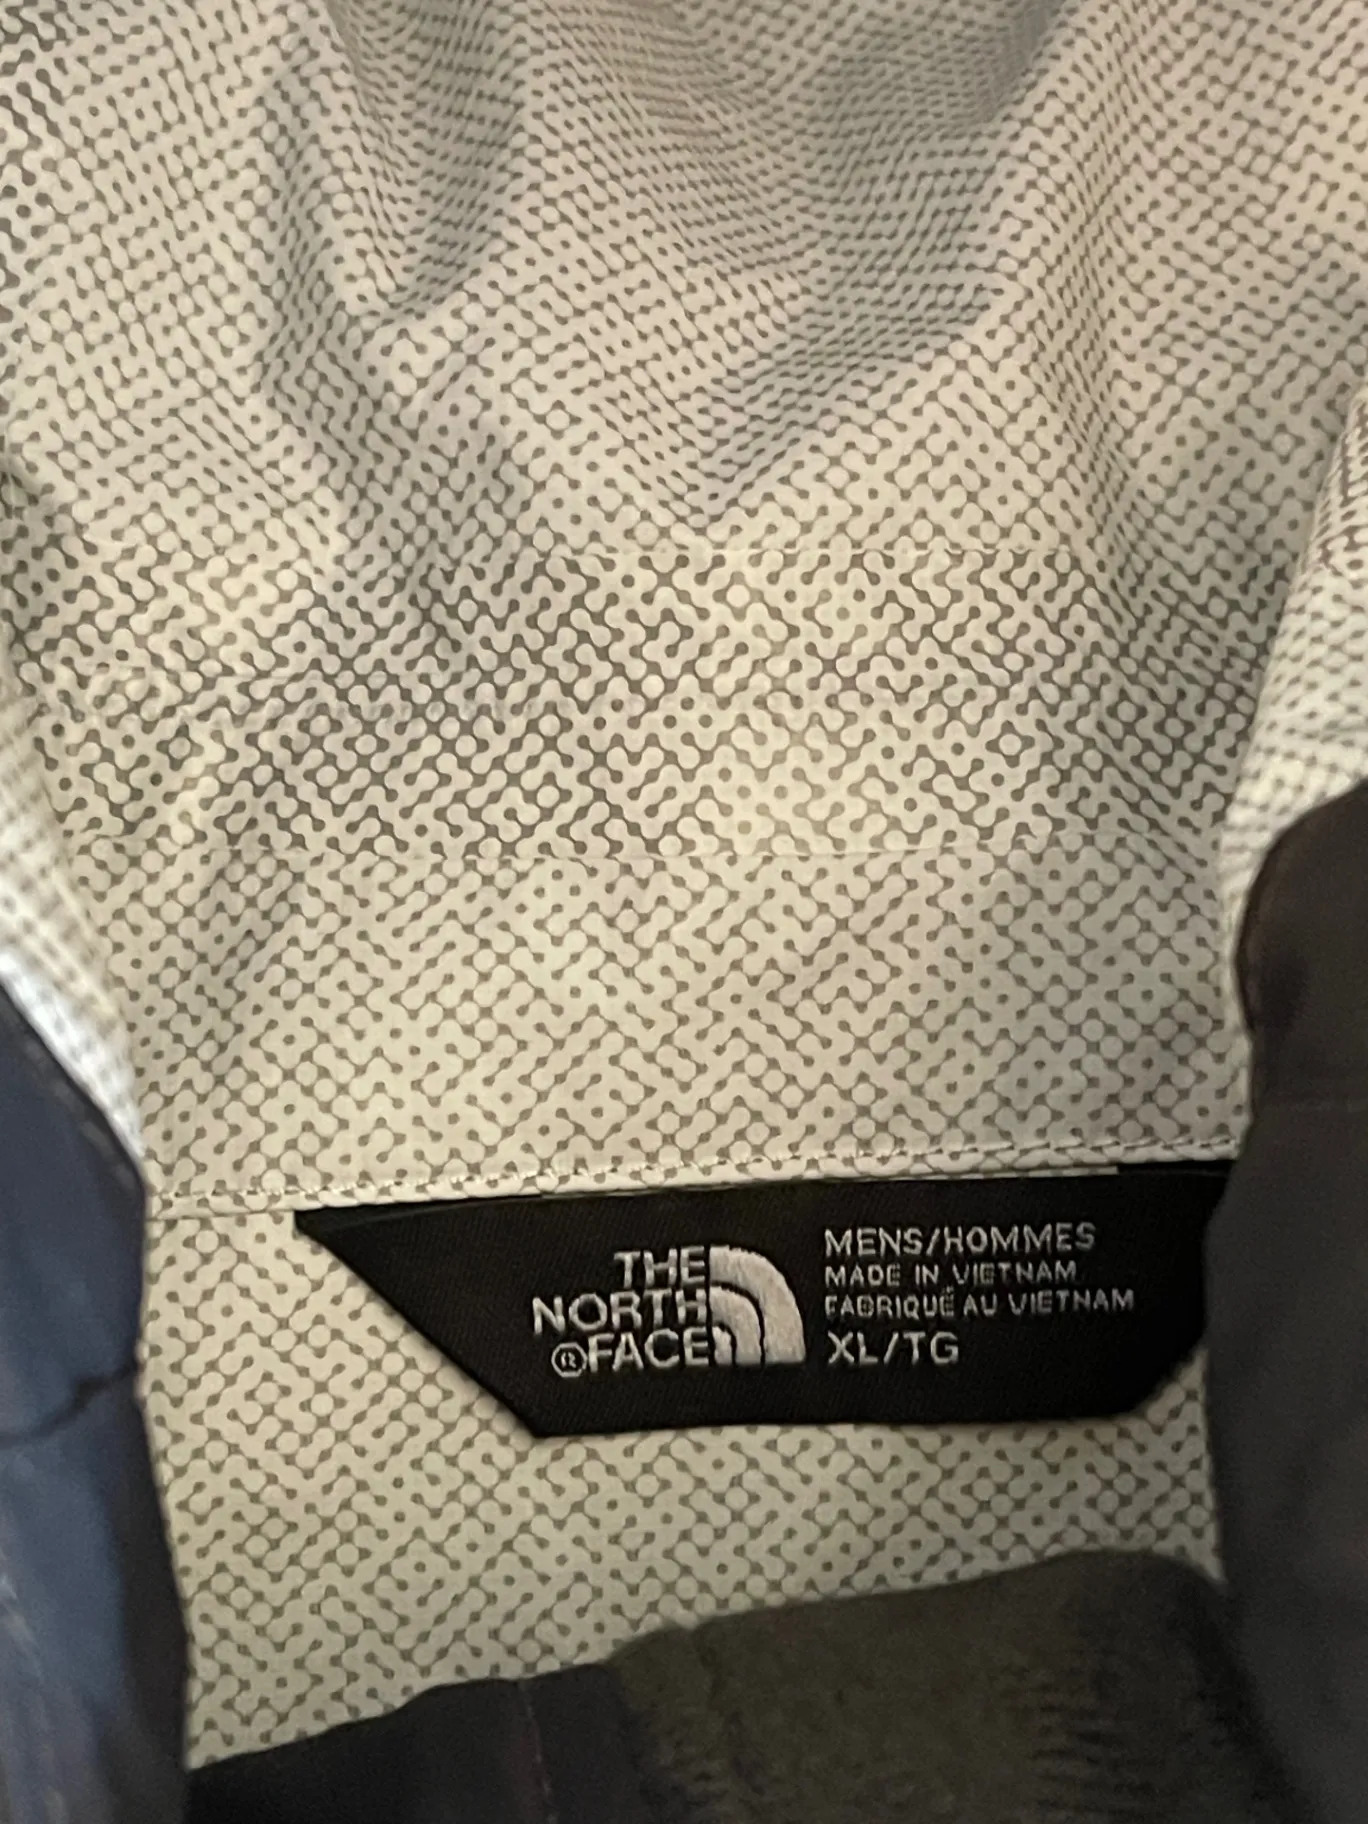 THE
NORTH
®FACE
MENS/HOMMES
MADE IN VIETNAM
FABRIQUÉ AU VIETNAM
XL/TG